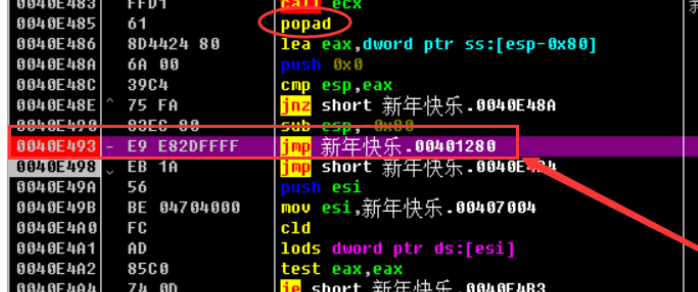 0040E483 FFD1 call ecx
0040E485 61 popad
0040E486 8D4424 80 lea eax,dword ptr ss:[esp-0x80]
0040E48A 6A 00 push 0x0
0040E48C 39C4 cmp esp,eax
0040E48E ^ 75 FA jnz short 新年快乐.0040E48A
0040E490 83EC 80 sub esp,-0x80
0040E493 - E9 E82DFFFF jmp 新年快乐.00401280
0040E498 EB 1A jmp short 新年快乐.0040E4B4
0040E49A 56 push esi
0040E49B BE 04704000 mov esi,新年快乐.00407004
0040E4A0 FC cld
0040E4A1 AD lods dword ptr ds:[esi]
0040E4A2 85C0 test eax,eax
0040E4A4 74 0D je short 新年快乐.0040E4B3